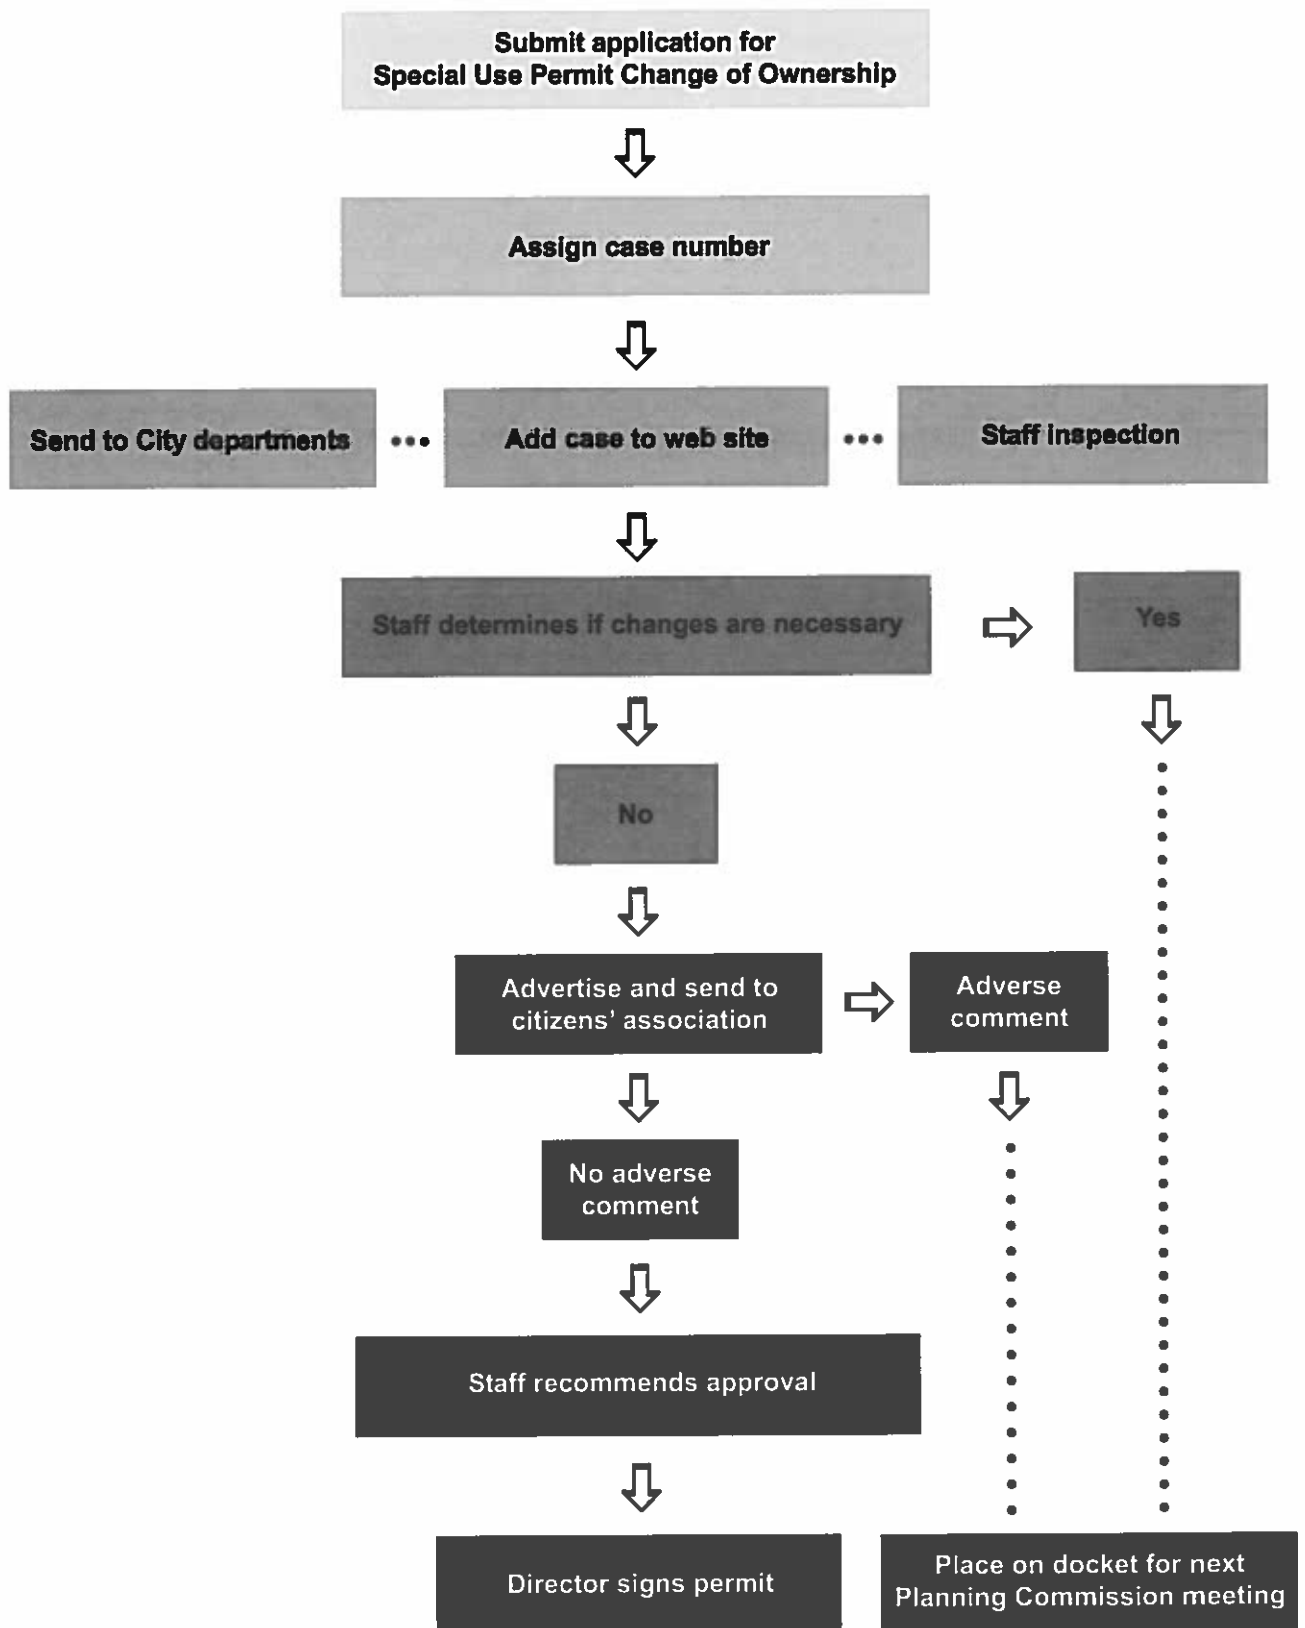 Submit application for
Special Use Permit Change of Ownership
Assign case number
Send to City departments
Add case to web site
Staff inspection
Staff determines if changes are necessary
Yes
No
Advertise and send to
citizens' association
Adverse
comment
No adverse
comment
Staff recommends approval
Director signs permit
Place on docket for next
Planning Commission meeting